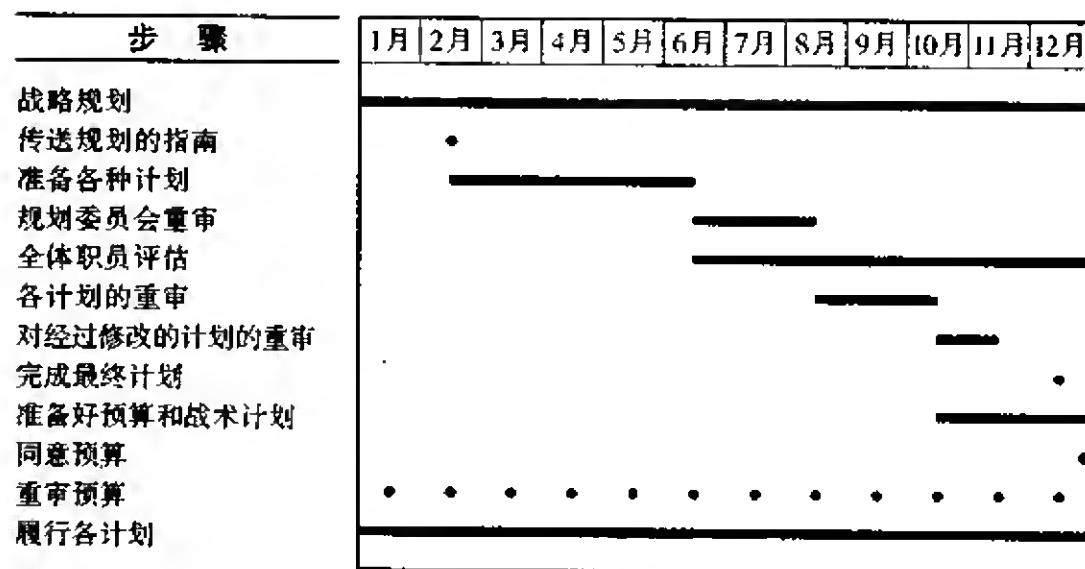 步 骤
1月 2月 3月 4月 5月 6月 7月 8月 9月 10月 11月 12月
战略规划
传送规划的指南
准备各种计划
规划委员会重审
全体职员评估
各计划的重审
对经过修改的计划的重审
完成最终计划
准备好预算和战术计划
同意预算
重审预算
履行各计划